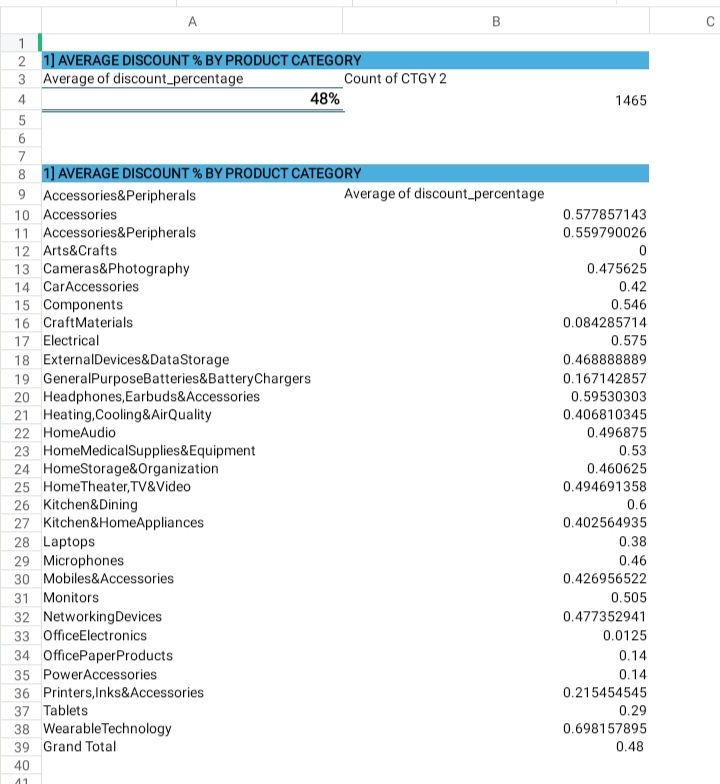 A B C
1
2 1] AVERAGE DISCOUNT % BY PRODUCT CATEGORY
3 Average of discount_percentage Count of CTGY 2
4 48% 1465
5
6
7
8 1] AVERAGE DISCOUNT % BY PRODUCT CATEGORY
9 Accessories&Peripherals Average of discount_percentage
10 Accessories 0.577857143
11 Accessories&Peripherals 0.559790026
12 Arts&Crafts 0
13 Cameras&Photography 0.475625
14 CarAccessories 0.42
15 Components 0.546
16 CraftMaterials 0.084285714
17 Electrical 0.575
18 ExternalDevices&DataStorage 0.468888889
19 GeneralPurposeBatteries&BatteryChargers 0.167142857
20 Headphones,Earbuds&Accessories 0.59530303
21 Heating,Cooling&AirQuality 0.406810345
22 HomeAudio 0.496875
23 HomeMedicalSupplies&Equipment 0.53
24 HomeStorage&Organization 0.460625
25 HomeTheater,TV&Video 0.494691358
26 Kitchen&Dining 0.6
27 Kitchen&HomeAppliances 0.402564935
28 Laptops 0.38
29 Microphones 0.46
30 Mobiles&Accessories 0.426956522
31 Monitors 0.505
32 NetworkingDevices 0.477352941
33 OfficeElectronics 0.0125
34 OfficePaperProducts 0.14
35 PowerAccessories 0.14
36 Printers,Inks&Accessories 0.215454545
37 Tablets 0.29
38 WearableTechnology 0.698157895
39 Grand Total 0.48
40
41